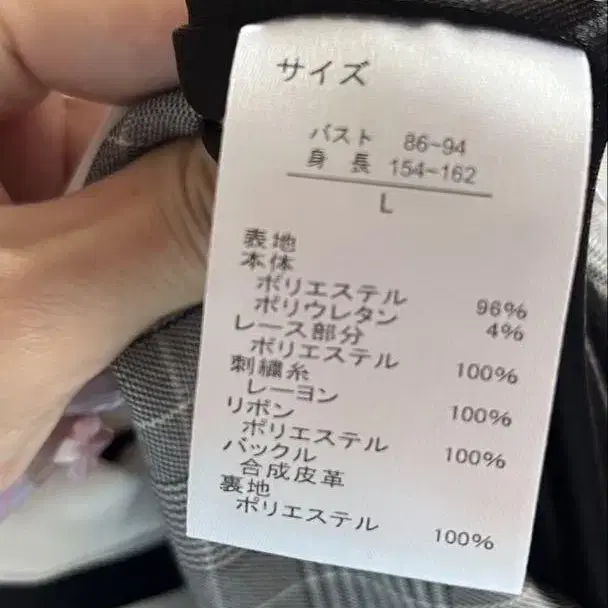 サイズ
バスト 86-94
身長 154-162
L
表地
本体
ポリエステル 96%
ポリウレタン 4%
レース部分
ポリエステル 100%
刺繍糸
レーヨン 100%
リボン
ポリエステル 100%
バックル
合成皮革
裏地
ポリエステル 100%